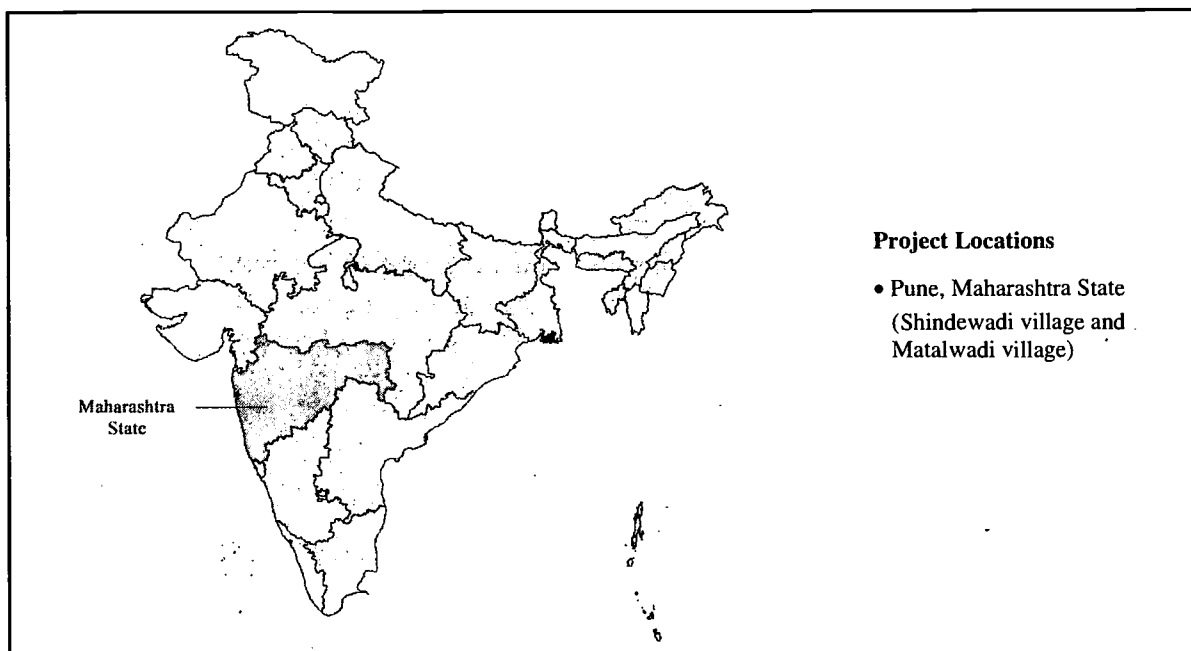 Project Locations
• Pune, Maharashtra State
(Shindewadi village and
Matalwadi village)
Maharashtra
State